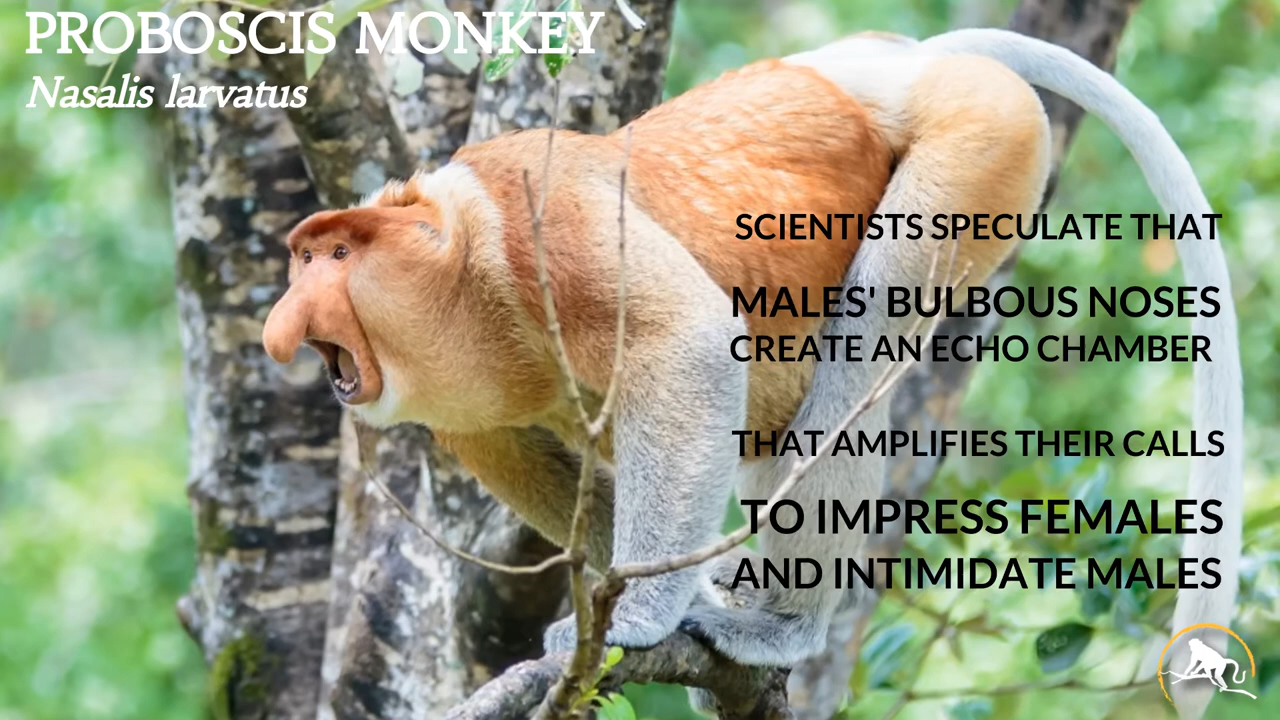 PROBOSCIS MONKEY
Nasalis larvatus
SCIENTISTS SPECULATE THAT
MALES' BULBOUS NOSES
CREATE AN ECHO CHAMBER
THAT AMPLIFIES THEIR CALLS
TO IMPRESS FEMALES
AND INTIMIDATE MALES